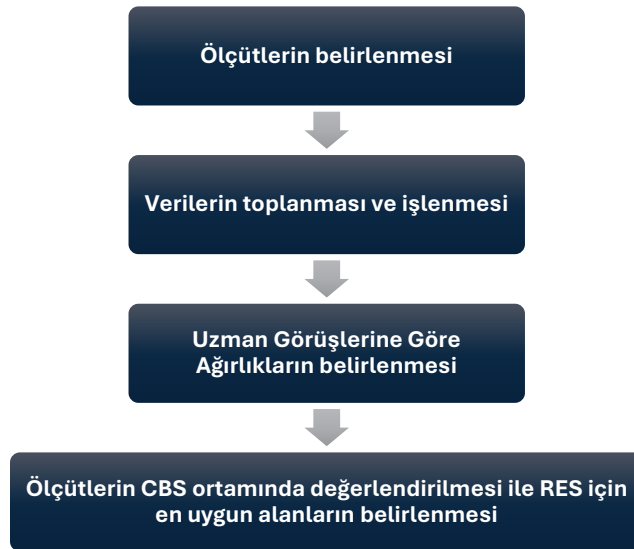 Ölçütlerin belirlenmesi
Verilerin toplanması ve işlenmesi
Uzman Görüşlerine Göre
Ağırlıkların belirlenmesi
Ölçütlerin CBS ortamında değerlendirilmesi ile RES için
en uygun alanların belirlenmesi